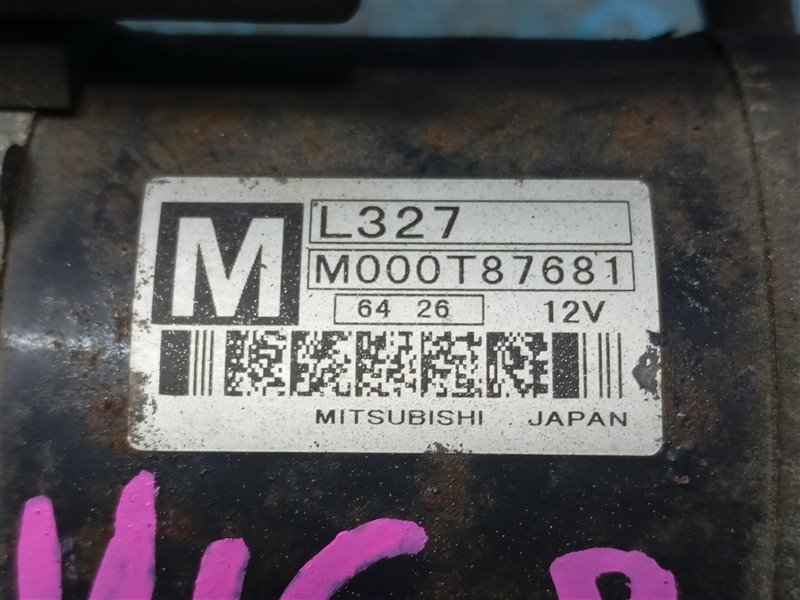 M
L327
M000T87681
64 26 12V
MITSUBISHI JAPAN